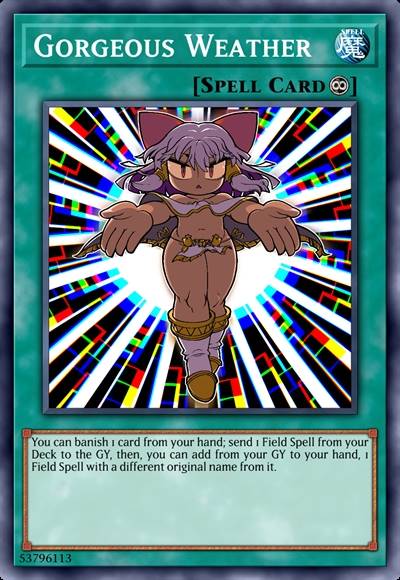 GORGEOUS WEATHER
SPELL
魔
[SPELL CARD]
You can banish 1 card from your hand; send 1 Field Spell from your
Deck to the GY, then, you can add from your GY to your hand, 1
Field Spell with a different original name from it.
53796113